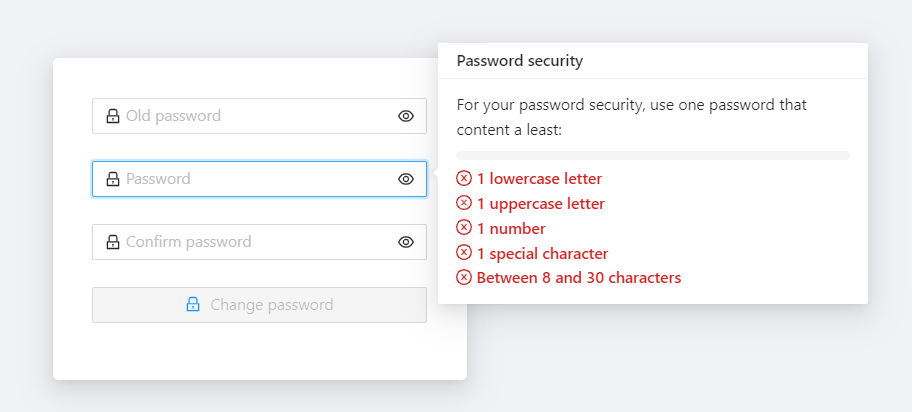 Old password
Password
Confirm password
Change password
Password security
For your password security, use one password that
content a least:
1 lowercase letter
1 uppercase letter
1 number
1 special character
Between 8 and 30 characters